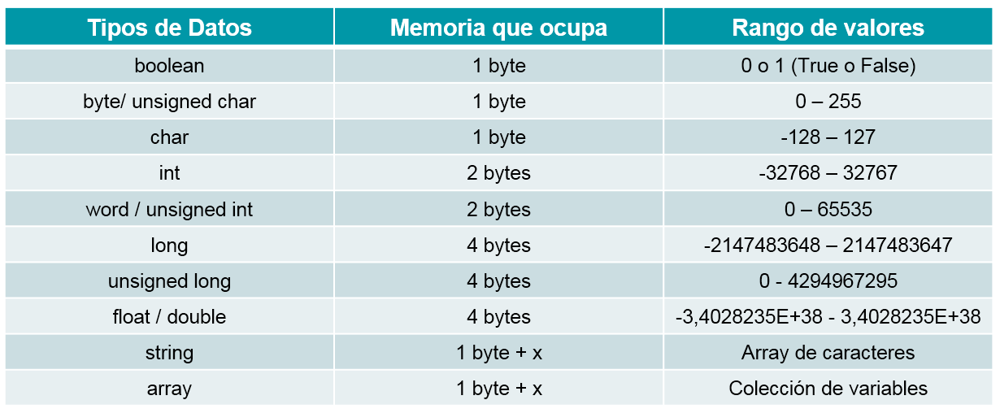 Tipos de Datos Memoria que ocupa Rango de valores
boolean 1 byte 0 o 1 (True o False)
byte/ unsigned char 1 byte 0 – 255
char 1 byte -128 – 127
int 2 bytes -32768 – 32767
word / unsigned int 2 bytes 0 – 65535
long 4 bytes -2147483648 – 2147483647
unsigned long 4 bytes 0 - 4294967295
float / double 4 bytes -3,4028235E+38 - 3,4028235E+38
string 1 byte + x Array de caracteres
array 1 byte + x Colección de variables